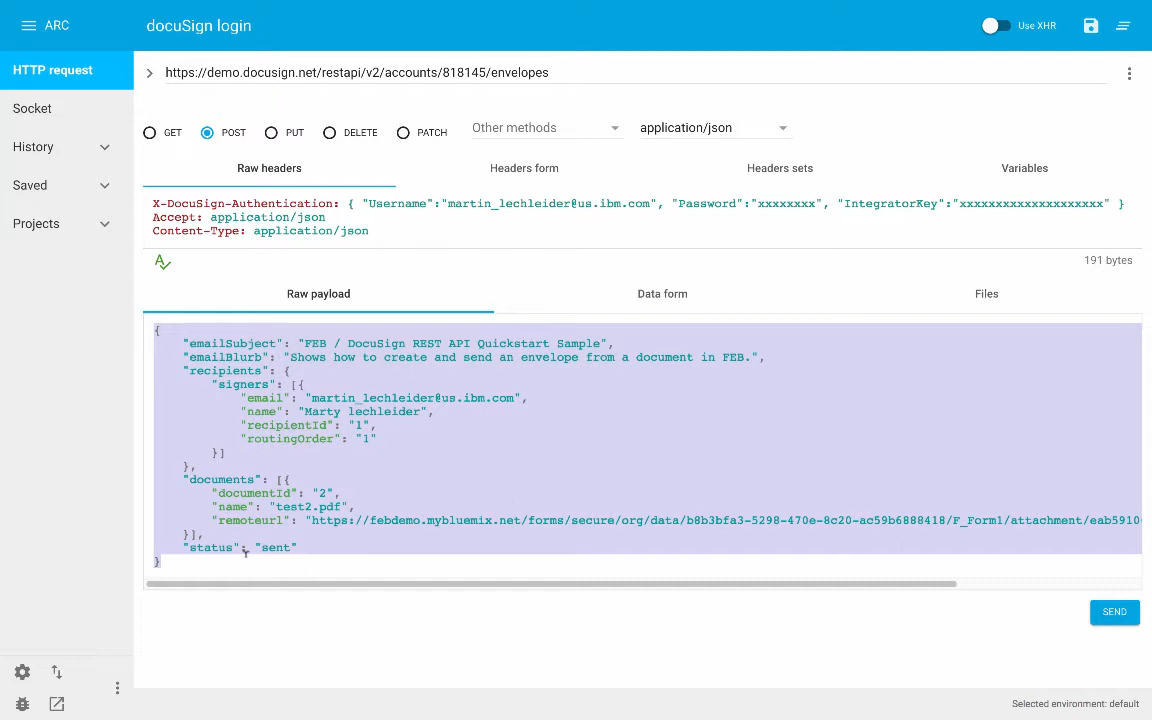 ARC
docuSign login
Use XHR
HTTP request
Socket
History
Saved
Projects
https://demo.docusign.net/restapi/v2/accounts/818145/envelopes
GET POST PUT DELETE PATCH Other methods application/json
Raw headers Headers form Headers sets Variables
X-DocuSign-Authentication: { "Username":"martin_lechleider@us.ibm.com", "Password":"xxxxxxxx", "IntegratorKey":"xxxxxxxxxxxxxxxxxxxx" }
Accept: application/json
Content-Type: application/json
191 bytes
Raw payload Data form Files
{
"emailSubject": "FEB / DocuSign REST API Quickstart Sample",
"emailBlurb": "Shows how to create and send an envelope from a document in FEB.",
"recipients": {
"signers": [{
"email": "martin_lechleider@us.ibm.com",
"name": "Marty lechleider",
"recipientId": "1",
"routingOrder": "1"
}]
},
"documents": [{
"documentId": "2",
"name": "test2.pdf",
"remoteurl": "https://febdemo.mybluemix.net/forms/secure/org/data/b8b3bfa3-5298-470e-8c20-ac59b6888418/F_Form1/attachment/eab5910
}],
"status": "sent"
}
SEND
Selected environment: default